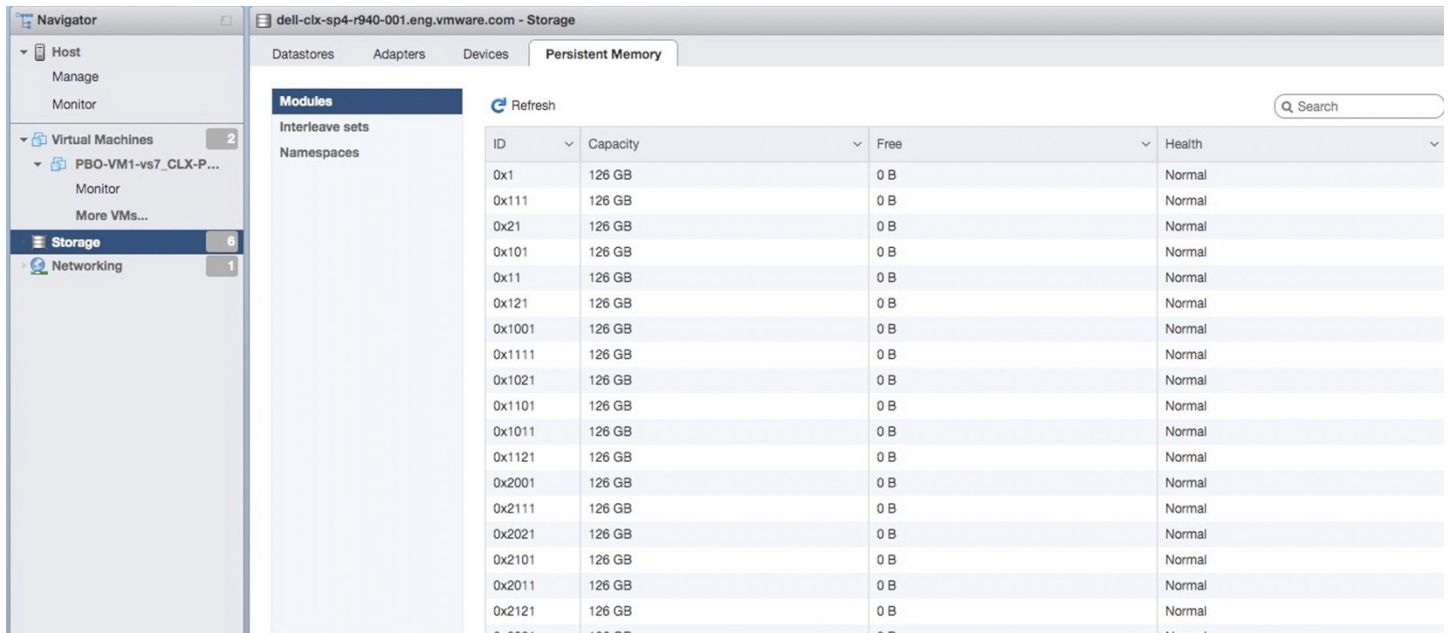 Navigator
Host
Manage
Monitor
Virtual Machines 2
PBO-VM1-vs7_CLX-P...
Monitor
More VMs...
Storage 6
Networking 1
dell-clx-sp4-r940-001.eng.vmware.com - Storage
Datastores Adapters Devices Persistent Memory
Modules
Interleave sets
Namespaces
Refresh Search
ID Capacity Free Health
0x1 126 GB 0 B Normal
0x111 126 GB 0 B Normal
0x21 126 GB 0 B Normal
0x101 126 GB 0 B Normal
0x11 126 GB 0 B Normal
0x121 126 GB 0 B Normal
0x1001 126 GB 0 B Normal
0x1111 126 GB 0 B Normal
0x1021 126 GB 0 B Normal
0x1101 126 GB 0 B Normal
0x1011 126 GB 0 B Normal
0x1121 126 GB 0 B Normal
0x2001 126 GB 0 B Normal
0x2111 126 GB 0 B Normal
0x2021 126 GB 0 B Normal
0x2101 126 GB 0 B Normal
0x2011 126 GB 0 B Normal
0x2121 126 GB 0 B Normal